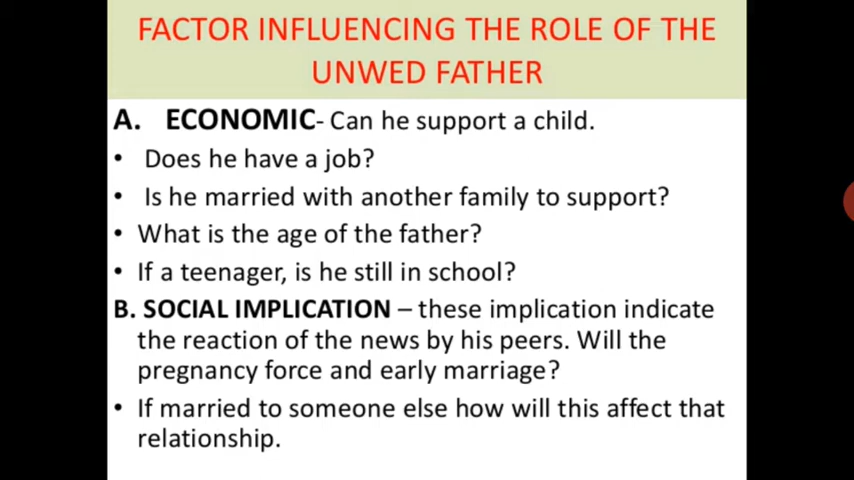 FACTOR INFLUENCING THE ROLE OF THE
UNWED FATHER
A. ECONOMIC- Can he support a child.
• Does he have a job?
• Is he married with another family to support?
• What is the age of the father?
• If a teenager, is he still in school?
B. SOCIAL IMPLICATION – these implication indicate
the reaction of the news by his peers. Will the
pregnancy force and early marriage?
• If married to someone else how will this affect that
relationship.